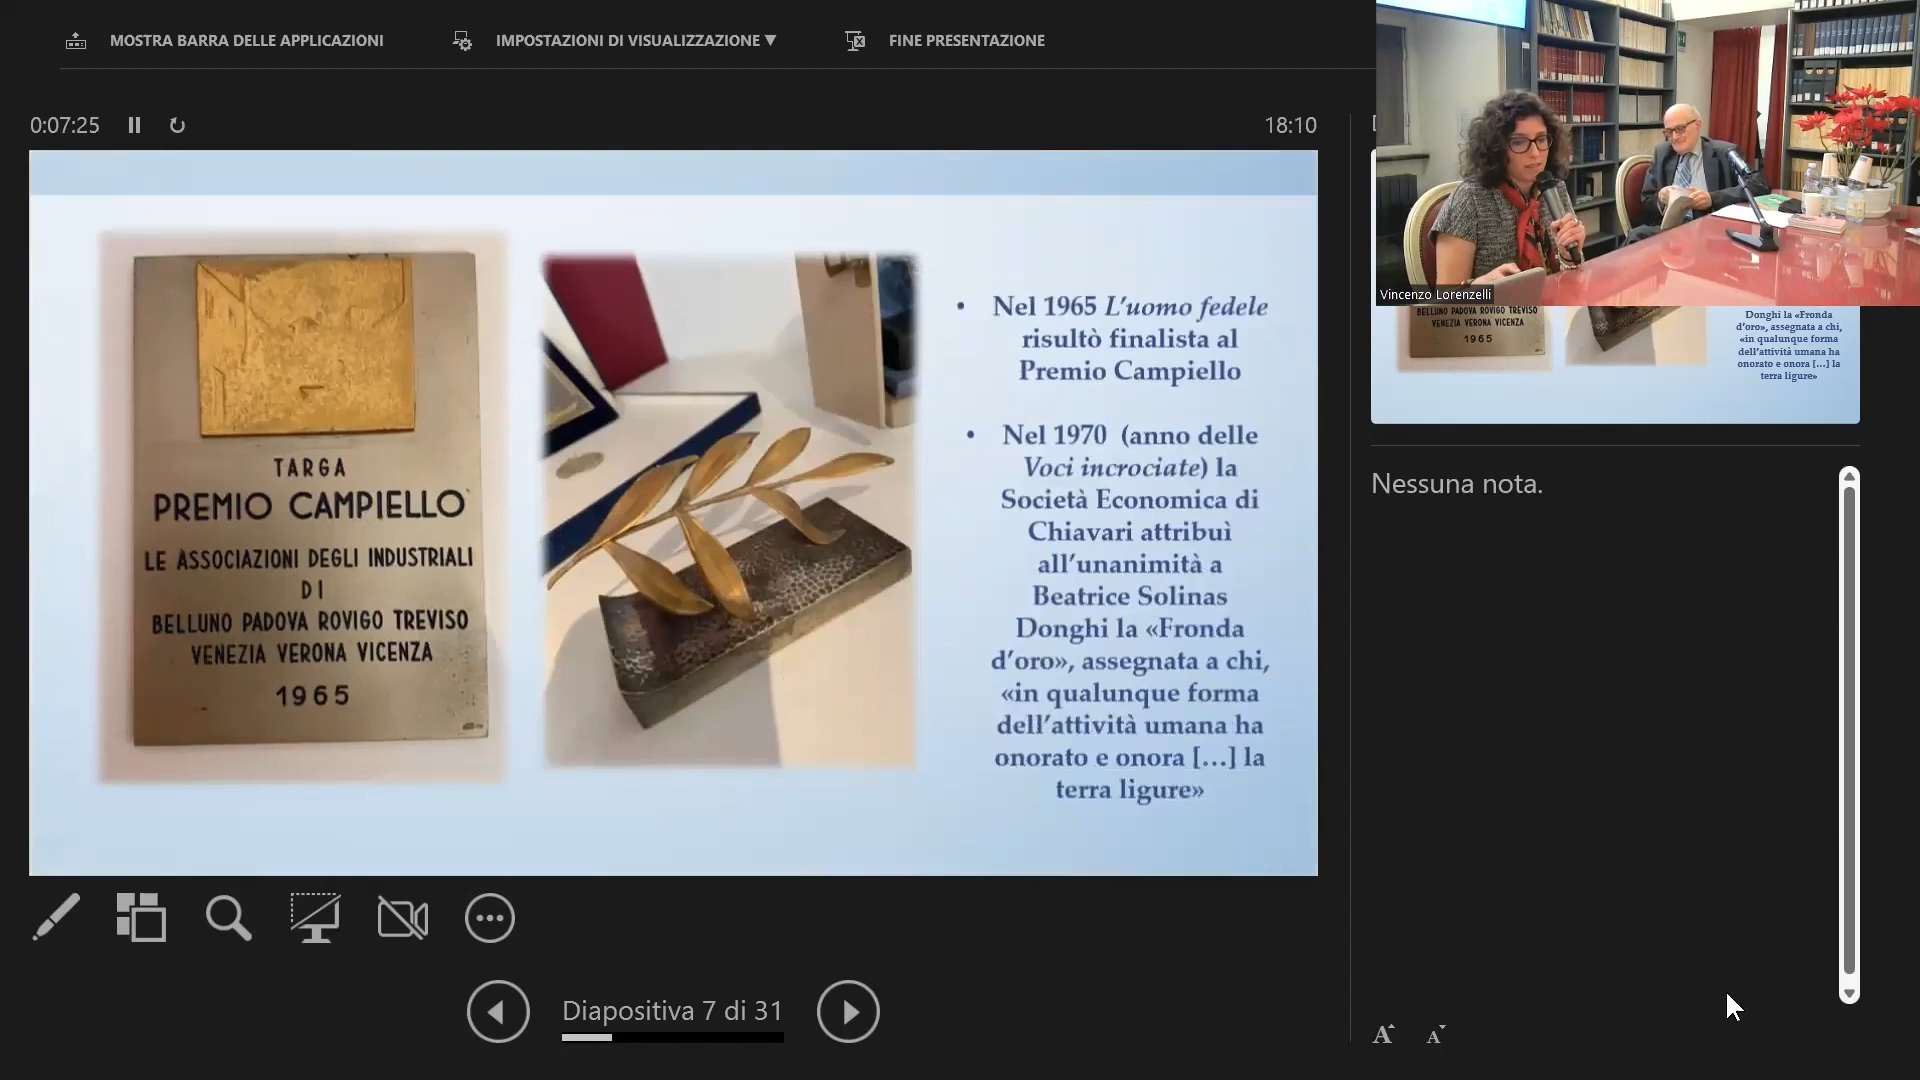 MOSTRA BARRA DELLE APPLICAZIONI
IMPOSTAZIONI DI VISUALIZZAZIONE ▼
FINE PRESENTAZIONE
0:07:25
18:10
TARGA
PREMIO CAMPIELLO
LE ASSOCIAZIONI DEGLI INDUSTRIALI
DI
BELLUNO PADOVA ROVIGO TREVISO
VENEZIA VERONA VICENZA
1965
• Nel 1965 L’uomo fedele
risultò finalista al
Premio Campiello
• Nel 1970 (anno delle
Voci incrociate) la
Società Economica di
Chiavari attribuì
all’unanimità a
Beatrice Solinas
Donghi la «Fronda
d’oro», assegnata a chi,
«in qualunque forma
dell’attività umana ha
onorato e onora […] la
terra ligure»
Vincenzo Lorenzelli
BELLUNO PADOVA ROVIGO TREVISO
VENEZIA VERONA VICENZA
1965
Donghi la «Fronda
d’oro», assegnata a chi,
«in qualunque forma
dell’attività umana ha
onorato e onora […] la
terra ligure»
Nessuna nota.
Diapositiva 7 di 31
A A